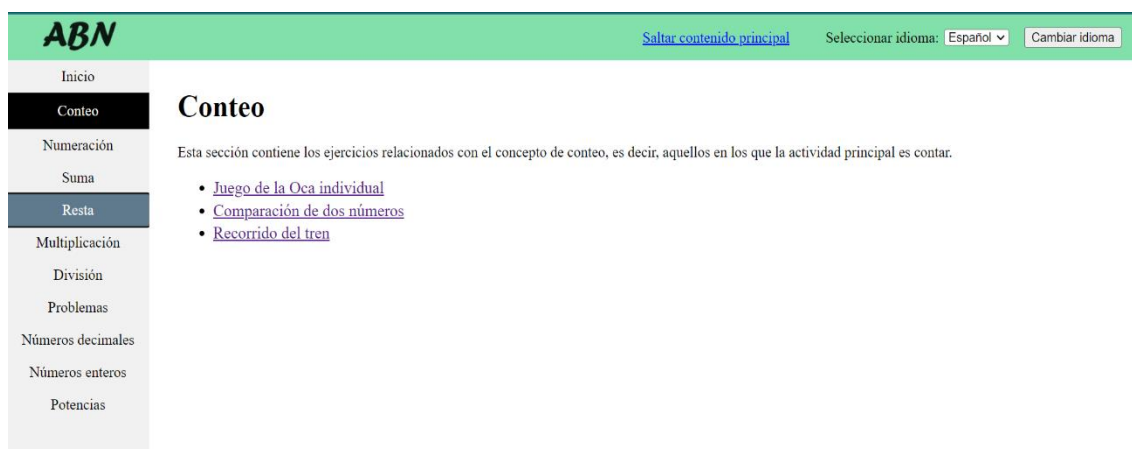 ABN
Saltar contenido principal Seleccionar idioma: Español Cambiar idioma
Inicio
Conteo
Numeración
Suma
Resta
Multiplicación
División
Problemas
Números decimales
Números enteros
Potencias
Conteo
Esta sección contiene los ejercicios relacionados con el concepto de conteo, es decir, aquellos en los que la actividad principal es contar.
Juego de la Oca individual
Comparación de dos números
Recorrido del tren